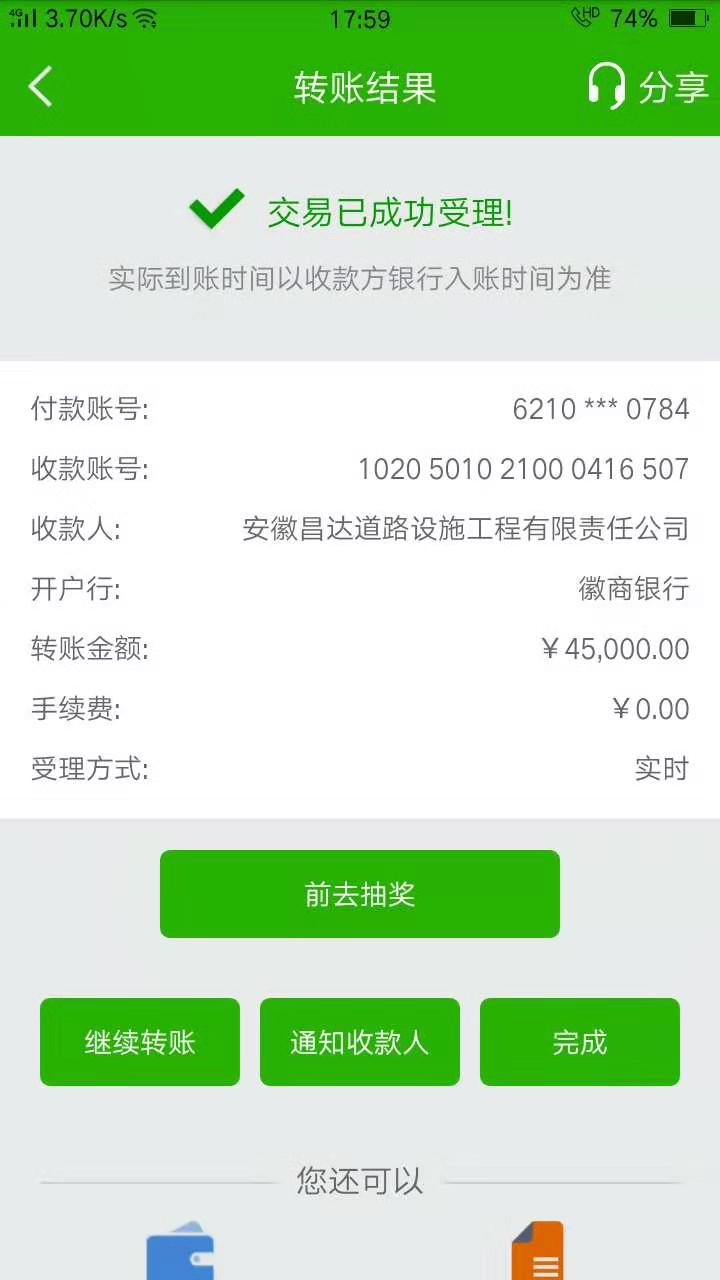 4G 3.70K/s 17:59 HD 74%
转账结果 分享
交易已成功受理!
实际到账时间以收款方银行入账时间为准
付款账号: 6210 *** 0784
收款账号: 1020 5010 2100 0416 507
收款人: 安徽昌达道路设施工程有限责任公司
开户行: 徽商银行
转账金额: ￥45,000.00
手续费: ￥0.00
受理方式: 实时
前去抽奖
继续转账 通知收款人 完成
您还可以